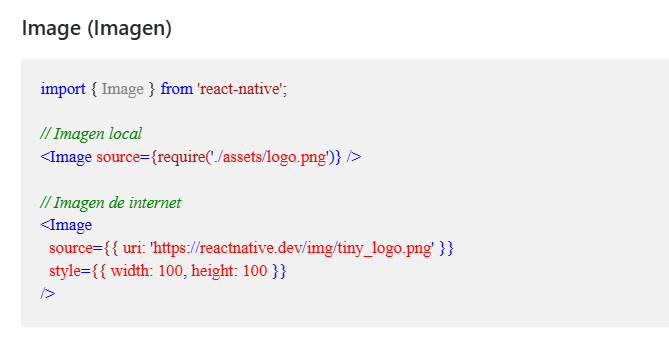 Image (Imagen)
import { Image } from 'react-native';
// Imagen local
<Image source={require('./assets/logo.png')} />
// Imagen de internet
<Image
source={{ uri: 'https://reactnative.dev/img/tiny_logo.png' }}
style={{ width: 100, height: 100 }}
/>